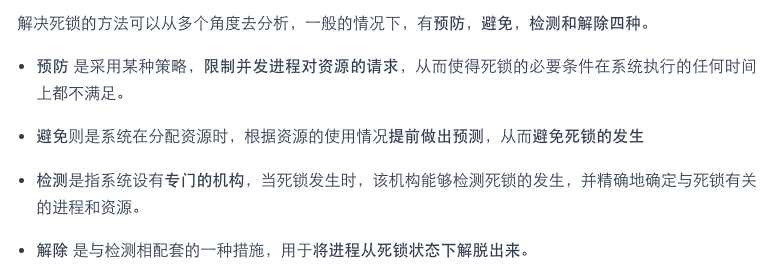 解决死锁的方法可以从多个角度去分析，一般的情况下，有预防，避免，检测和解除四种。
• 预防 是采用某种策略，限制并发进程对资源的请求，从而使得死锁的必要条件在系统执行的任何时间
上都不满足。
• 避免则是系统在分配资源时，根据资源的使用情况提前做出预测，从而避免死锁的发生
• 检测是指系统设有专门的机构，当死锁发生时，该机构能够检测死锁的发生，并精确地确定与死锁有关
的进程和资源。
• 解除 是与检测相配套的一种措施，用于将进程从死锁状态下解脱出来。